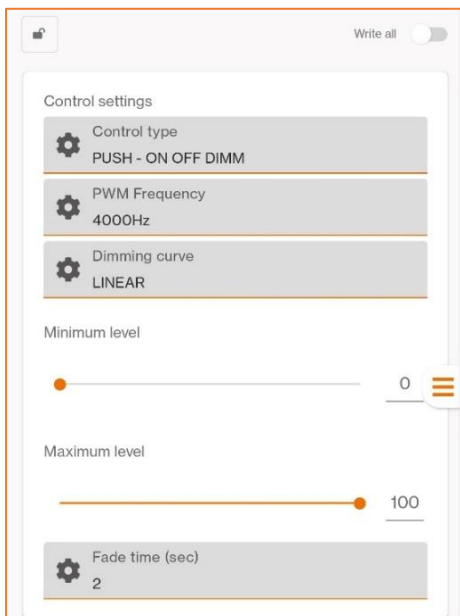 Write all
Control settings
Control type
PUSH - ON OFF DIMM
PWM Frequency
4000Hz
Dimming curve
LINEAR
Minimum level
0
Maximum level
100
Fade time (sec)
2